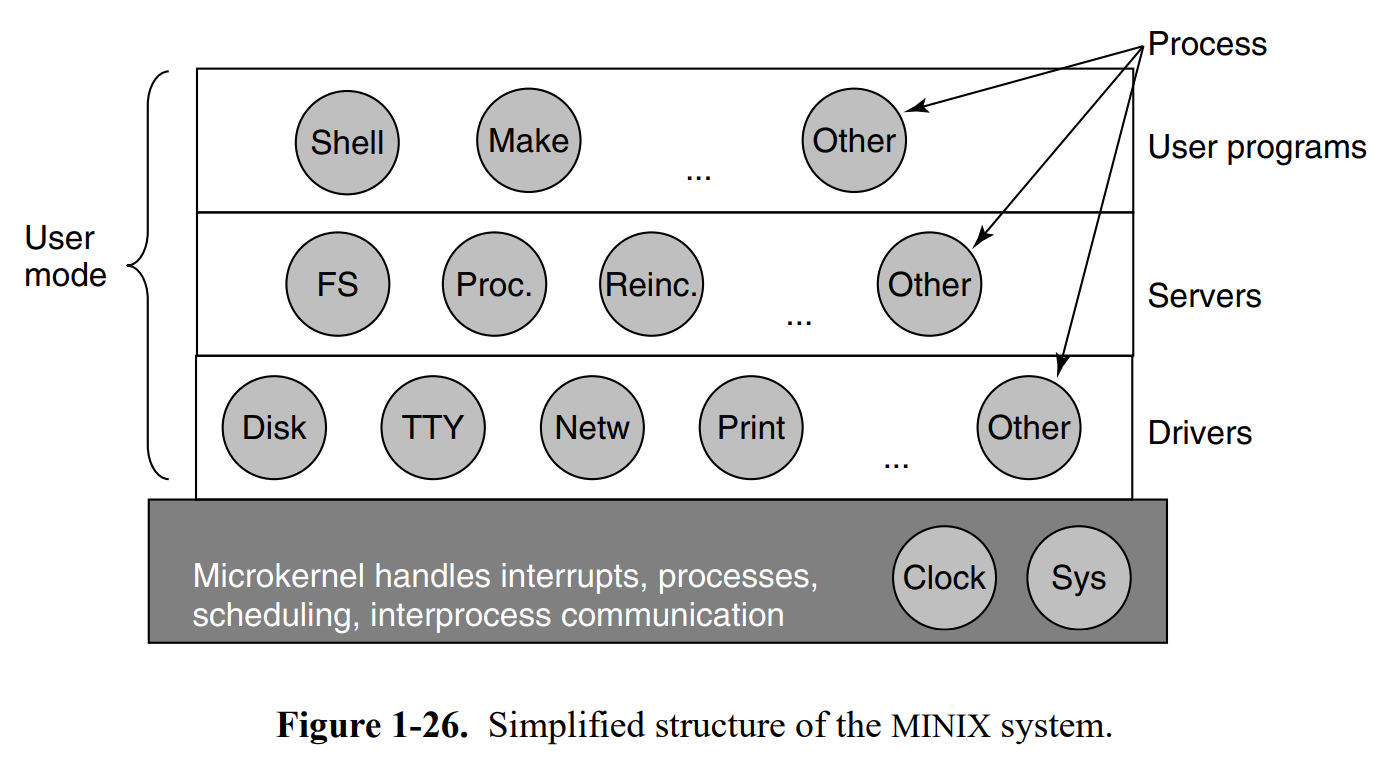 Process
Shell Make ... Other
User programs
User
mode
FS Proc. Reinc. ... Other
Servers
Disk TTY Netw Print ... Other
Drivers
Microkernel handles interrupts, processes,
scheduling, interprocess communication
Clock Sys
Figure 1-26. Simplified structure of the MINIX system.